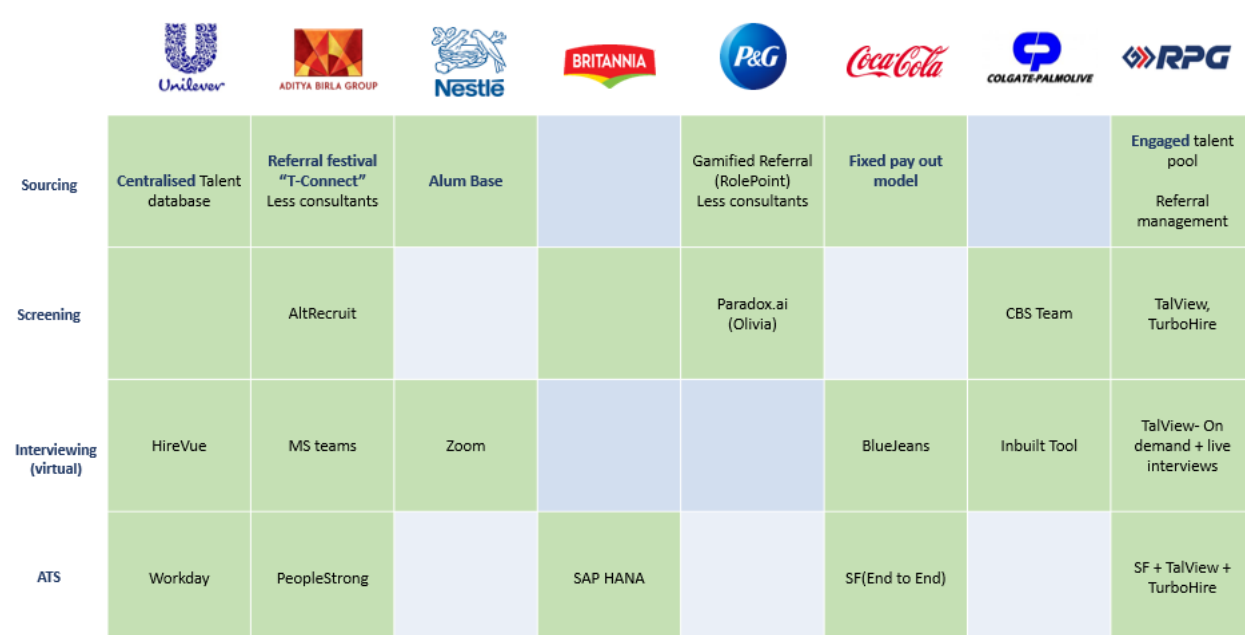 Unilever
ADITYA BIRLA GROUP
Nestlé
BRITANNIA
P&G
Coca-Cola
COLGATE-PALMOLIVE
RPG
Sourcing
Centralised Talent
database
Referral festival
“T-Connect”
Less consultants
Alum Base
Gamified Referral
(RolePoint)
Less consultants
Fixed pay out
model
Engaged talent
pool
Referral
management
Screening
AltRecruit
Paradox.ai
(Olivia)
CBS Team
TalView,
TurboHire
Interviewing
(virtual)
HireVue
MS teams
Zoom
BlueJeans
Inbuilt Tool
TalView- On
demand + live
interviews
ATS
Workday
PeopleStrong
SAP HANA
SF(End to End)
SF + TalView +
TurboHire